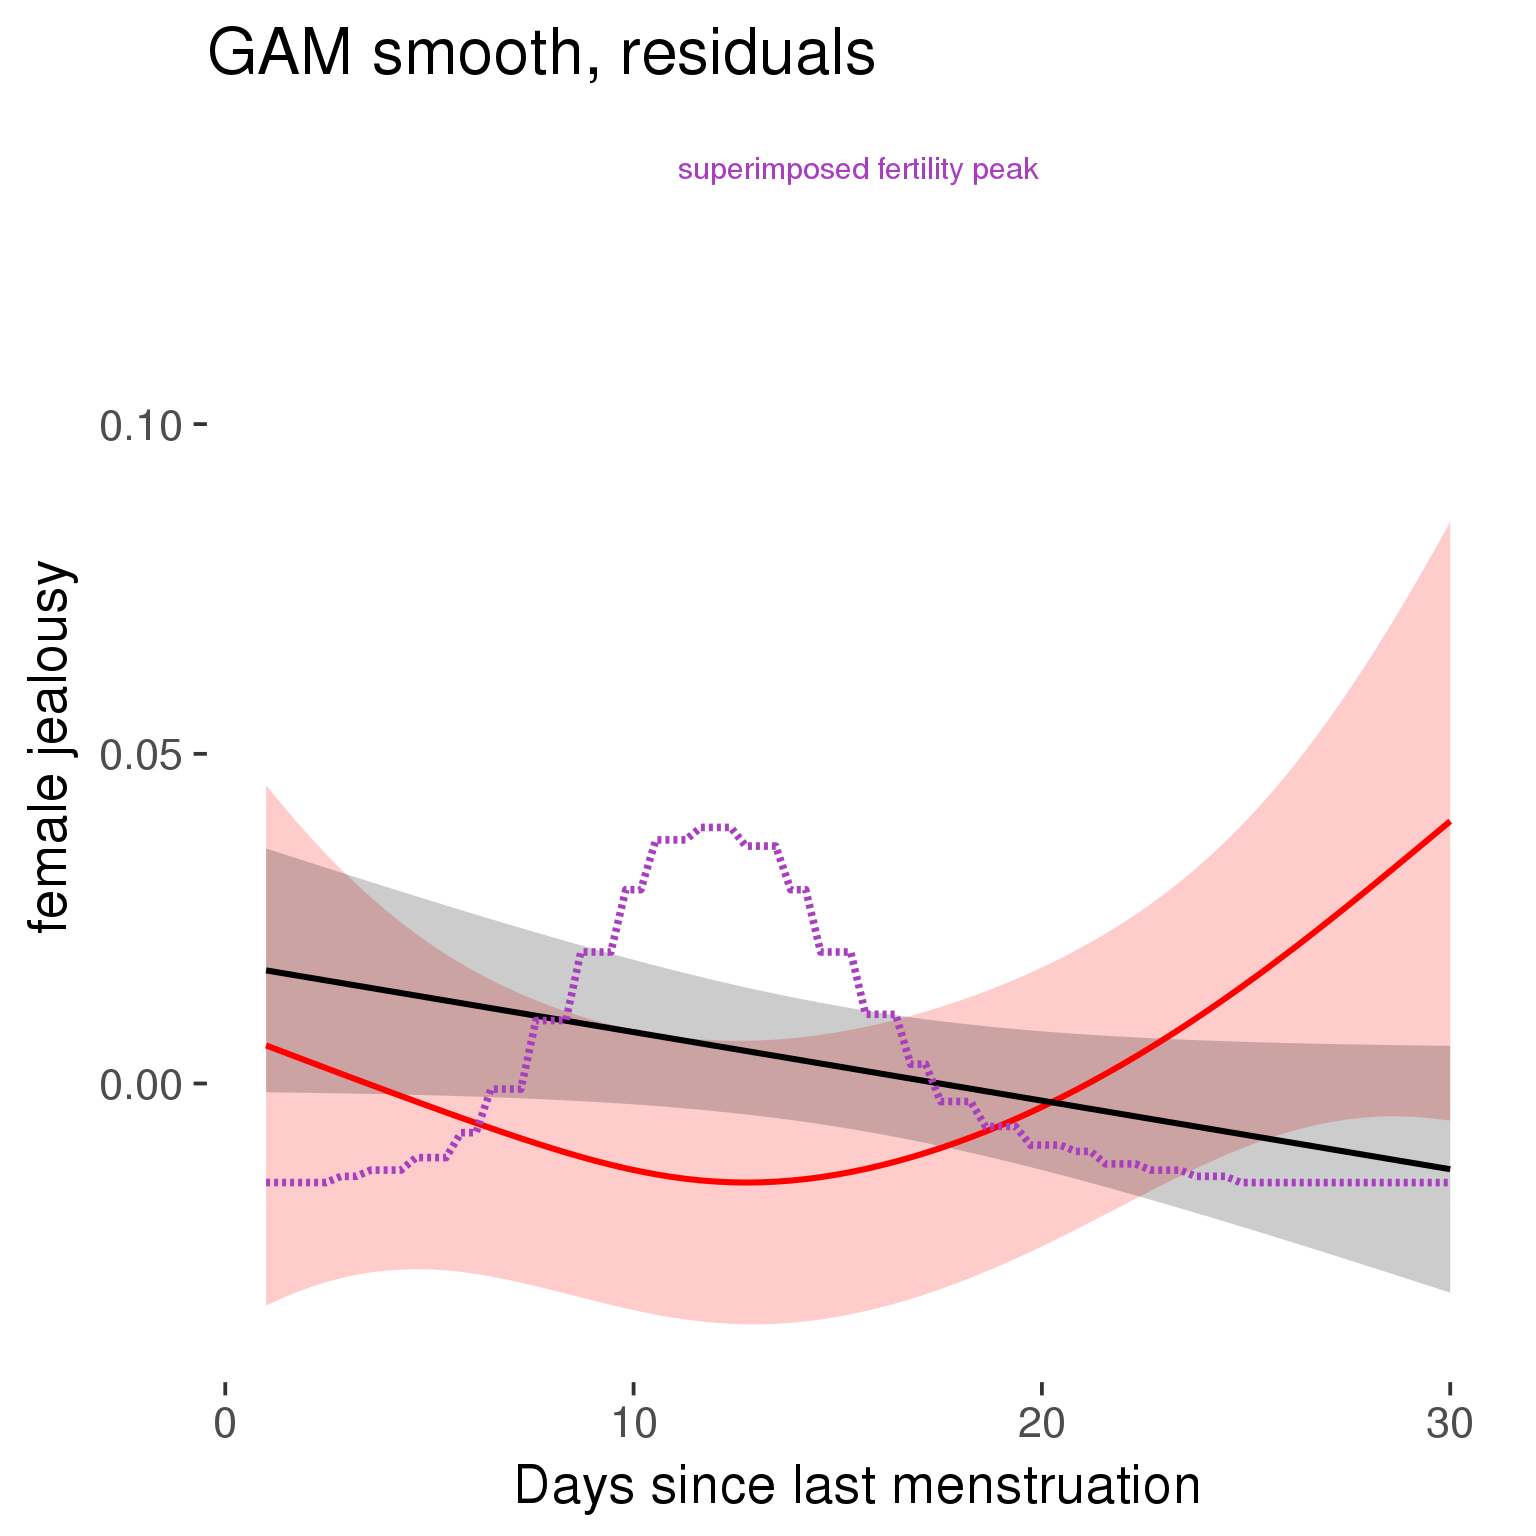 GAM smooth, residuals
superimposed fertility peak
female jealousy
0.10
0.05
0.00
0 10 20 30
Days since last menstruation